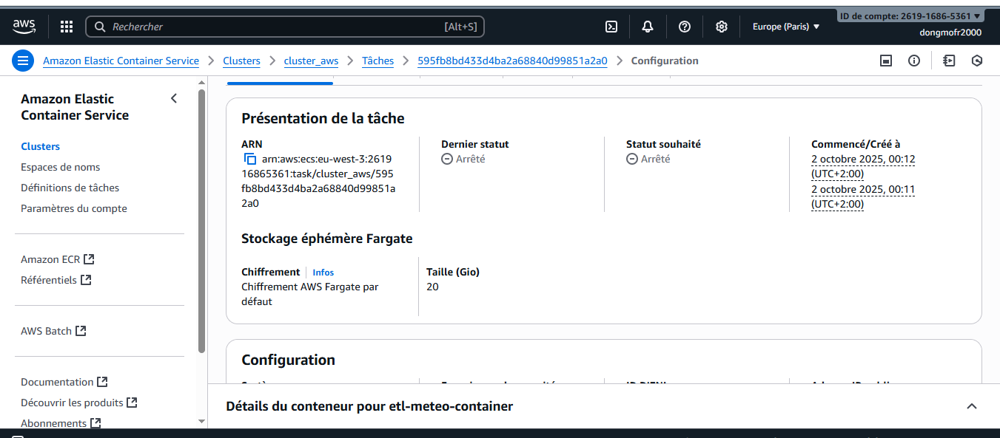 aws
Rechercher
[Alt+S]
Europe (Paris)
ID de compte: 2619-1686-5361
dongmofr2000
Amazon Elastic Container Service
Clusters
cluster_aws
Tâches
595fb8bd433d4ba2a68840d99851a2a0
Configuration
Amazon Elastic
Container Service
Clusters
Espaces de noms
Définitions de tâches
Paramètres du compte
Amazon ECR
Référentiels
AWS Batch
Documentation
Découvrir les produits
Abonnements
Présentation de la tâche
ARN
arn:aws:ecs:eu-west-3:2619
16865361:task/cluster_aws/595
fb8bd433d4ba2a68840d99851a
2a0
Dernier statut
Arrêté
Statut souhaité
Arrêté
Commencé/Créé à
2 octobre 2025, 00:12
(UTC+2:00)
2 octobre 2025, 00:11
(UTC+2:00)
Stockage éphémère Fargate
Chiffrement
Infos
Chiffrement AWS Fargate par
défaut
Taille (Gio)
20
Configuration
Détails du conteneur pour etl-meteo-container